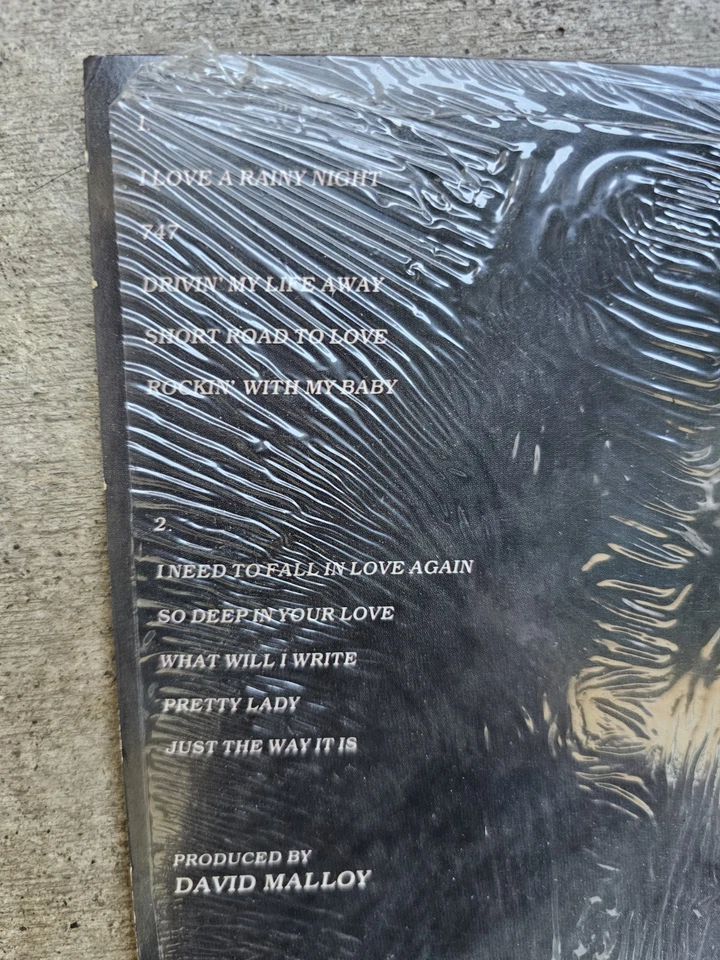 1.
I LOVE A RAINY NIGHT
747
DRIVIN' MY LIFE AWAY
SHORT ROAD TO LOVE
ROCKIN' WITH MY BABY
2.
I NEED TO FALL IN LOVE AGAIN
SO DEEP IN YOUR LOVE
WHAT WILL I WRITE
PRETTY LADY
JUST THE WAY IT IS
PRODUCED BY
DAVID MALLOY